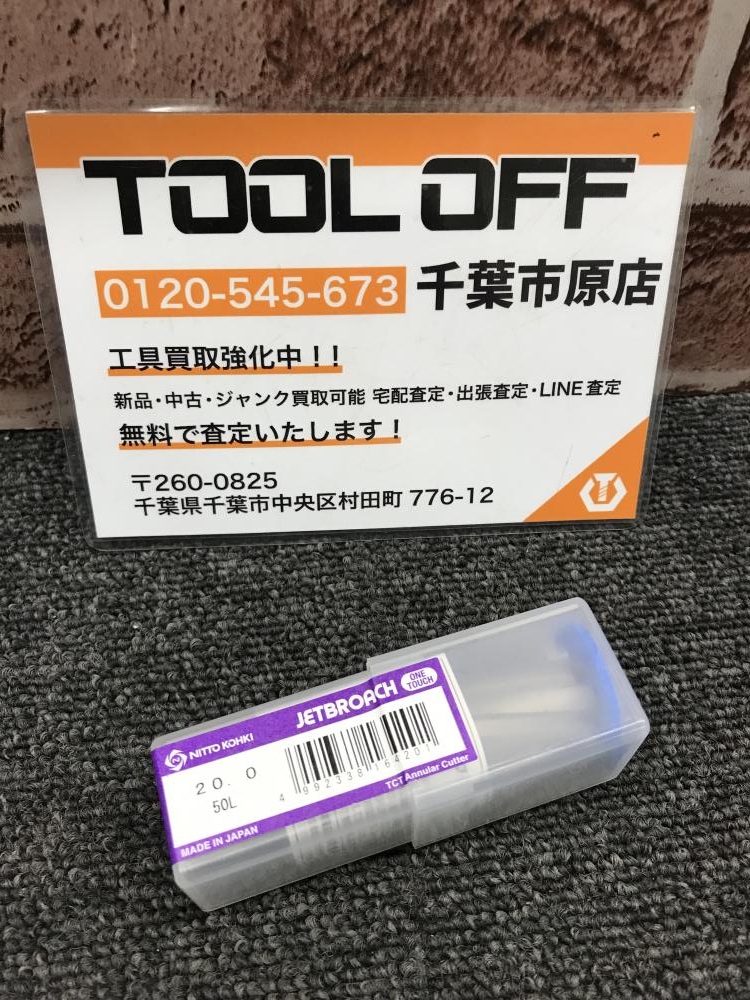 TOOL OFF
0120-545-673 千葉市原店
工具買取強化中！！
新品・中古・ジャンク買取可能 宅配査定・出張査定・LINE査定
無料で査定いたします！
〒260-0825
千葉県千葉市中央区村田町 776-12
JETBROACH ONE TOUCH
NITTO KOHKI
20.0
50L
4 992338 164201
TCT Annular Cutter
MADE IN JAPAN